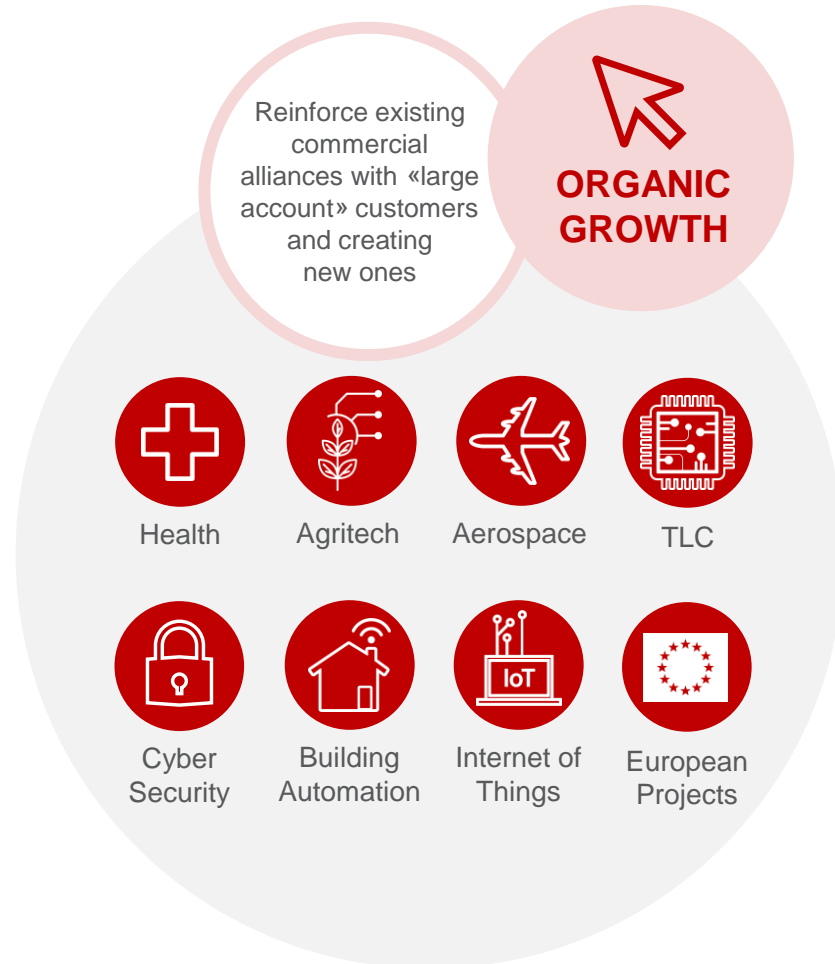 Reinforce existing
commercial
alliances with «large
account» customers
and creating
new ones
ORGANIC
GROWTH
Health
Agritech
Aerospace
TLC
IoT
Cyber
Security
Building
Automation
Internet of
Things
European
Projects